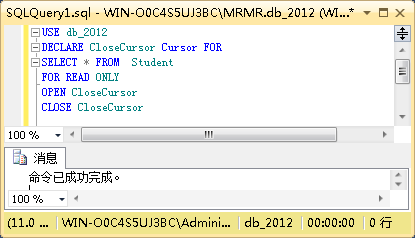 SQLQuery1.sql - WIN-O0C4S5UJ3BC\MRMR.db_2012 (WI...*
USE db_2012
DECLARE CloseCursor Cursor FOR
SELECT * FROM Student
FOR READ ONLY
OPEN CloseCursor
CLOSE CloseCursor
100 %
消息
命令已成功完成。
100 %
(11.0 ... WIN-O0C4S5UJ3BC\Admini... db_2012 00:00:00 0 行